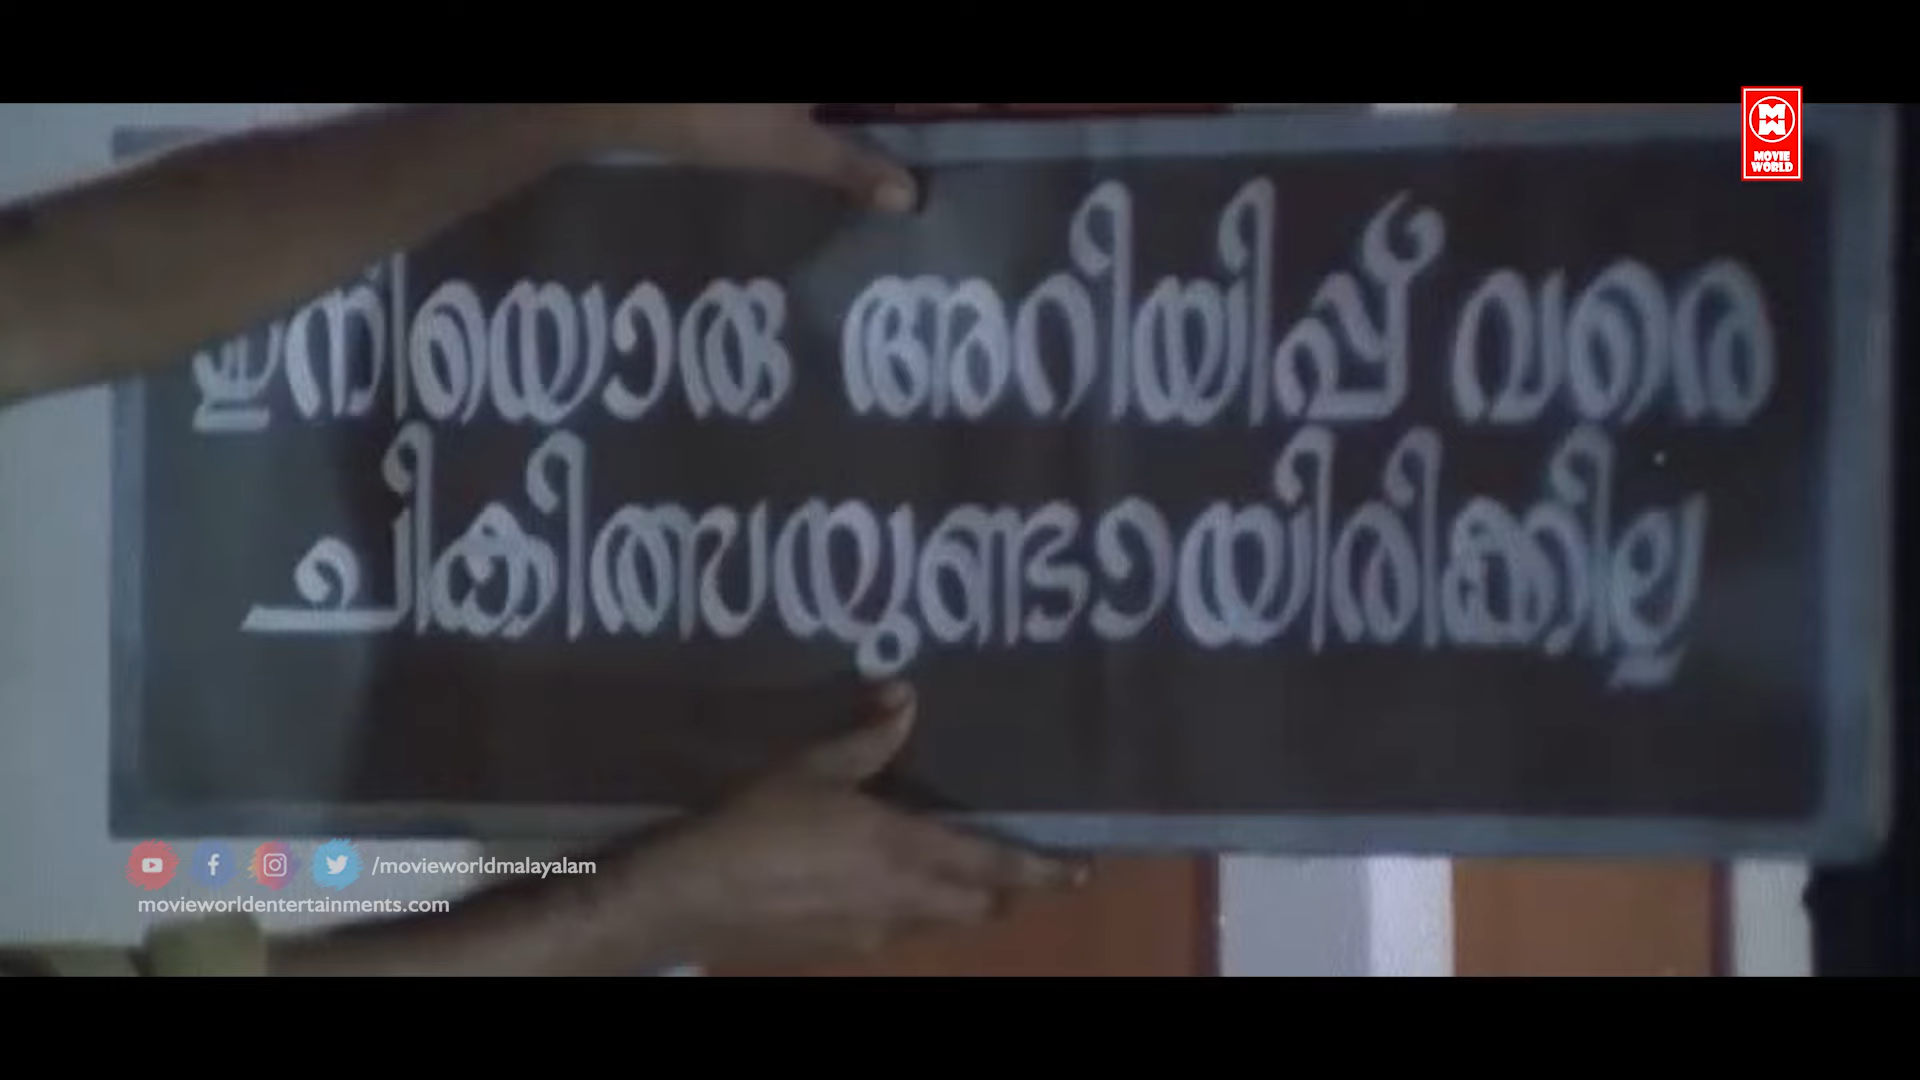 MOVIE
WORLD
ഇനിയൊരു അറിയിപ്പ് വരെ
ചികിത്സയുണ്ടായിരിക്കില്ല
/movieworldmalayalam
movieworldentertainments.com